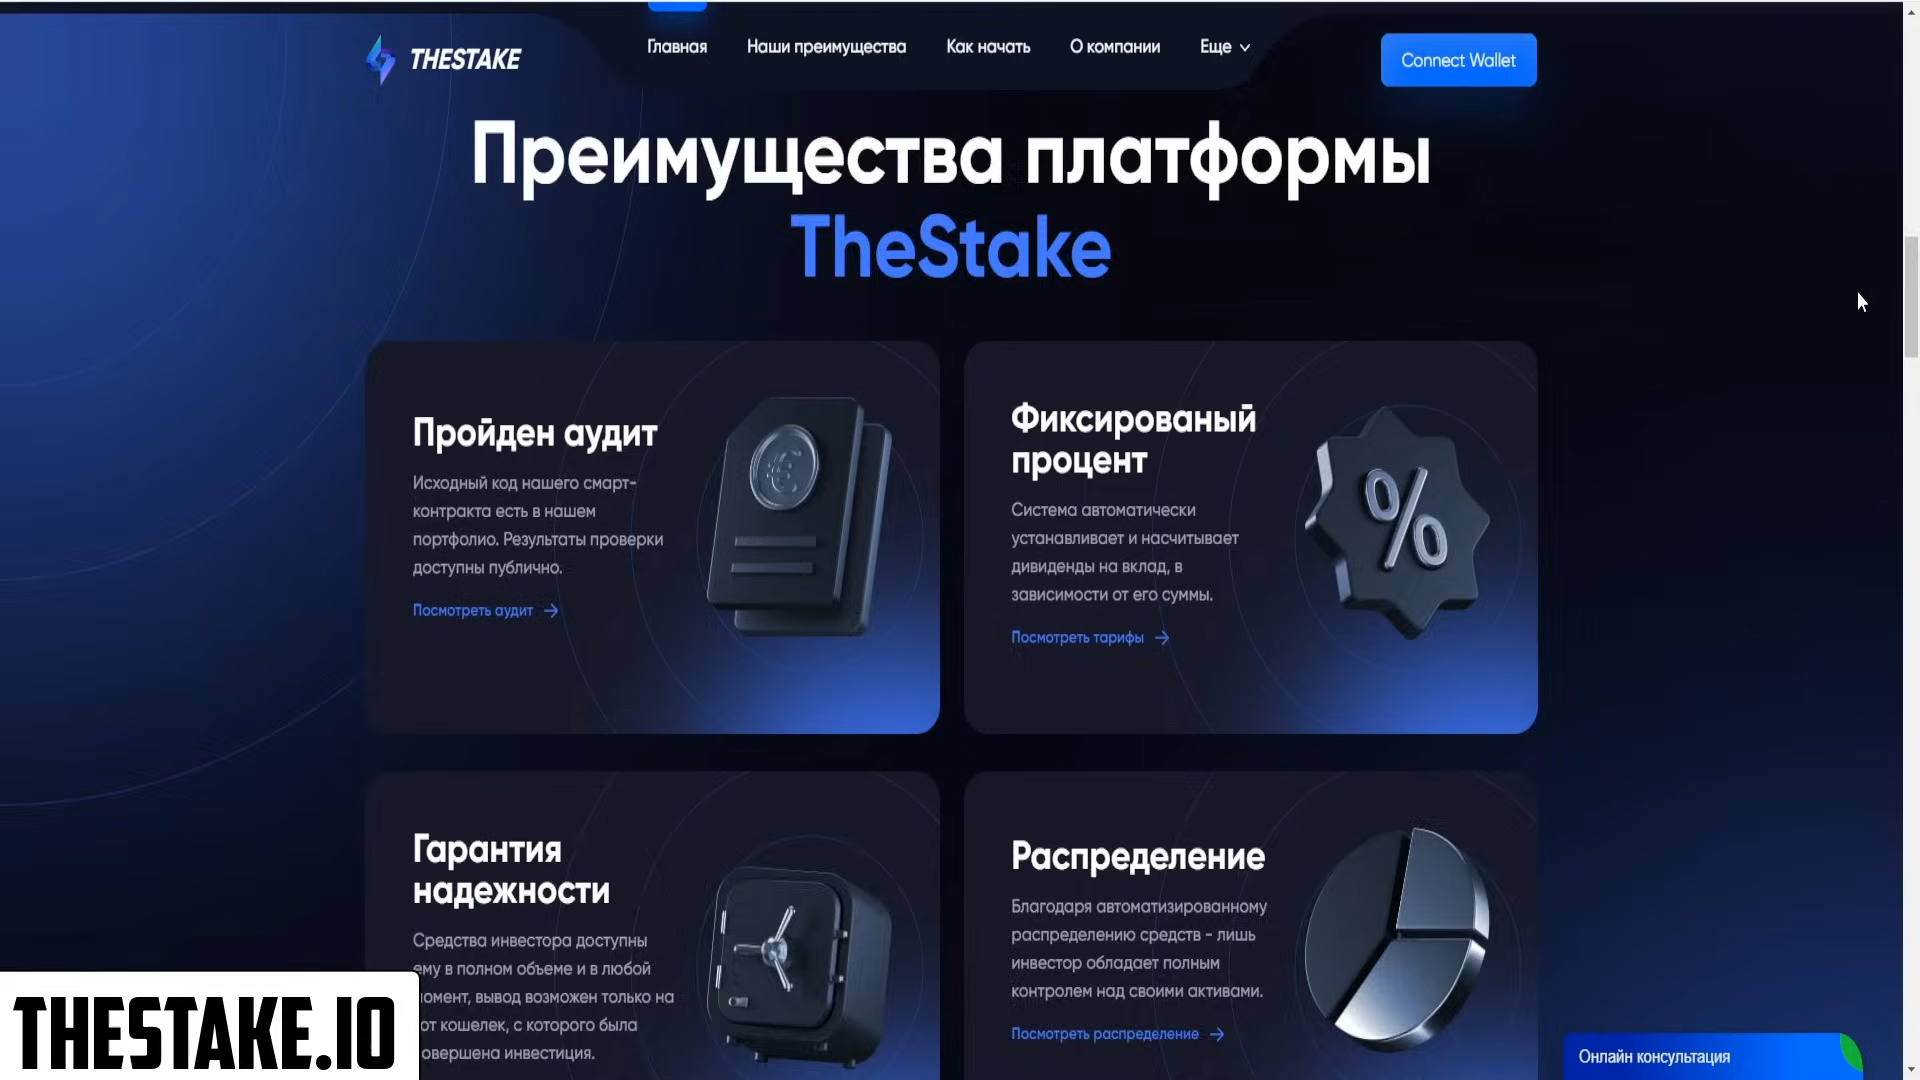 THESTAKE
Главная
Наши преимущества
Как начать
О компании
Еще
Connect Wallet
Преимущества платформы
TheStake
Пройден аудит
Исходный код нашего смарт-
контракта есть в нашем
портфолио. Результаты проверки
доступны публично.
Посмотреть аудит
Фиксированый
процент
Система автоматически
устанавливает и насчитывает
дивиденды на вклад, в
зависимости от его суммы.
Посмотреть тарифы
Гарантия
надежности
Средства инвестора доступны
ему в полном объеме и в любой
омент, вывод возможен только на
от кошелек, с которого была
овершена инвестиция.
Распределение
Благодаря автоматизированному
распределению средств - лишь
инвестор обладает полным
контролем над своими активами.
Посмотреть распределение
THESTAKE.IO
Онлайн консультация